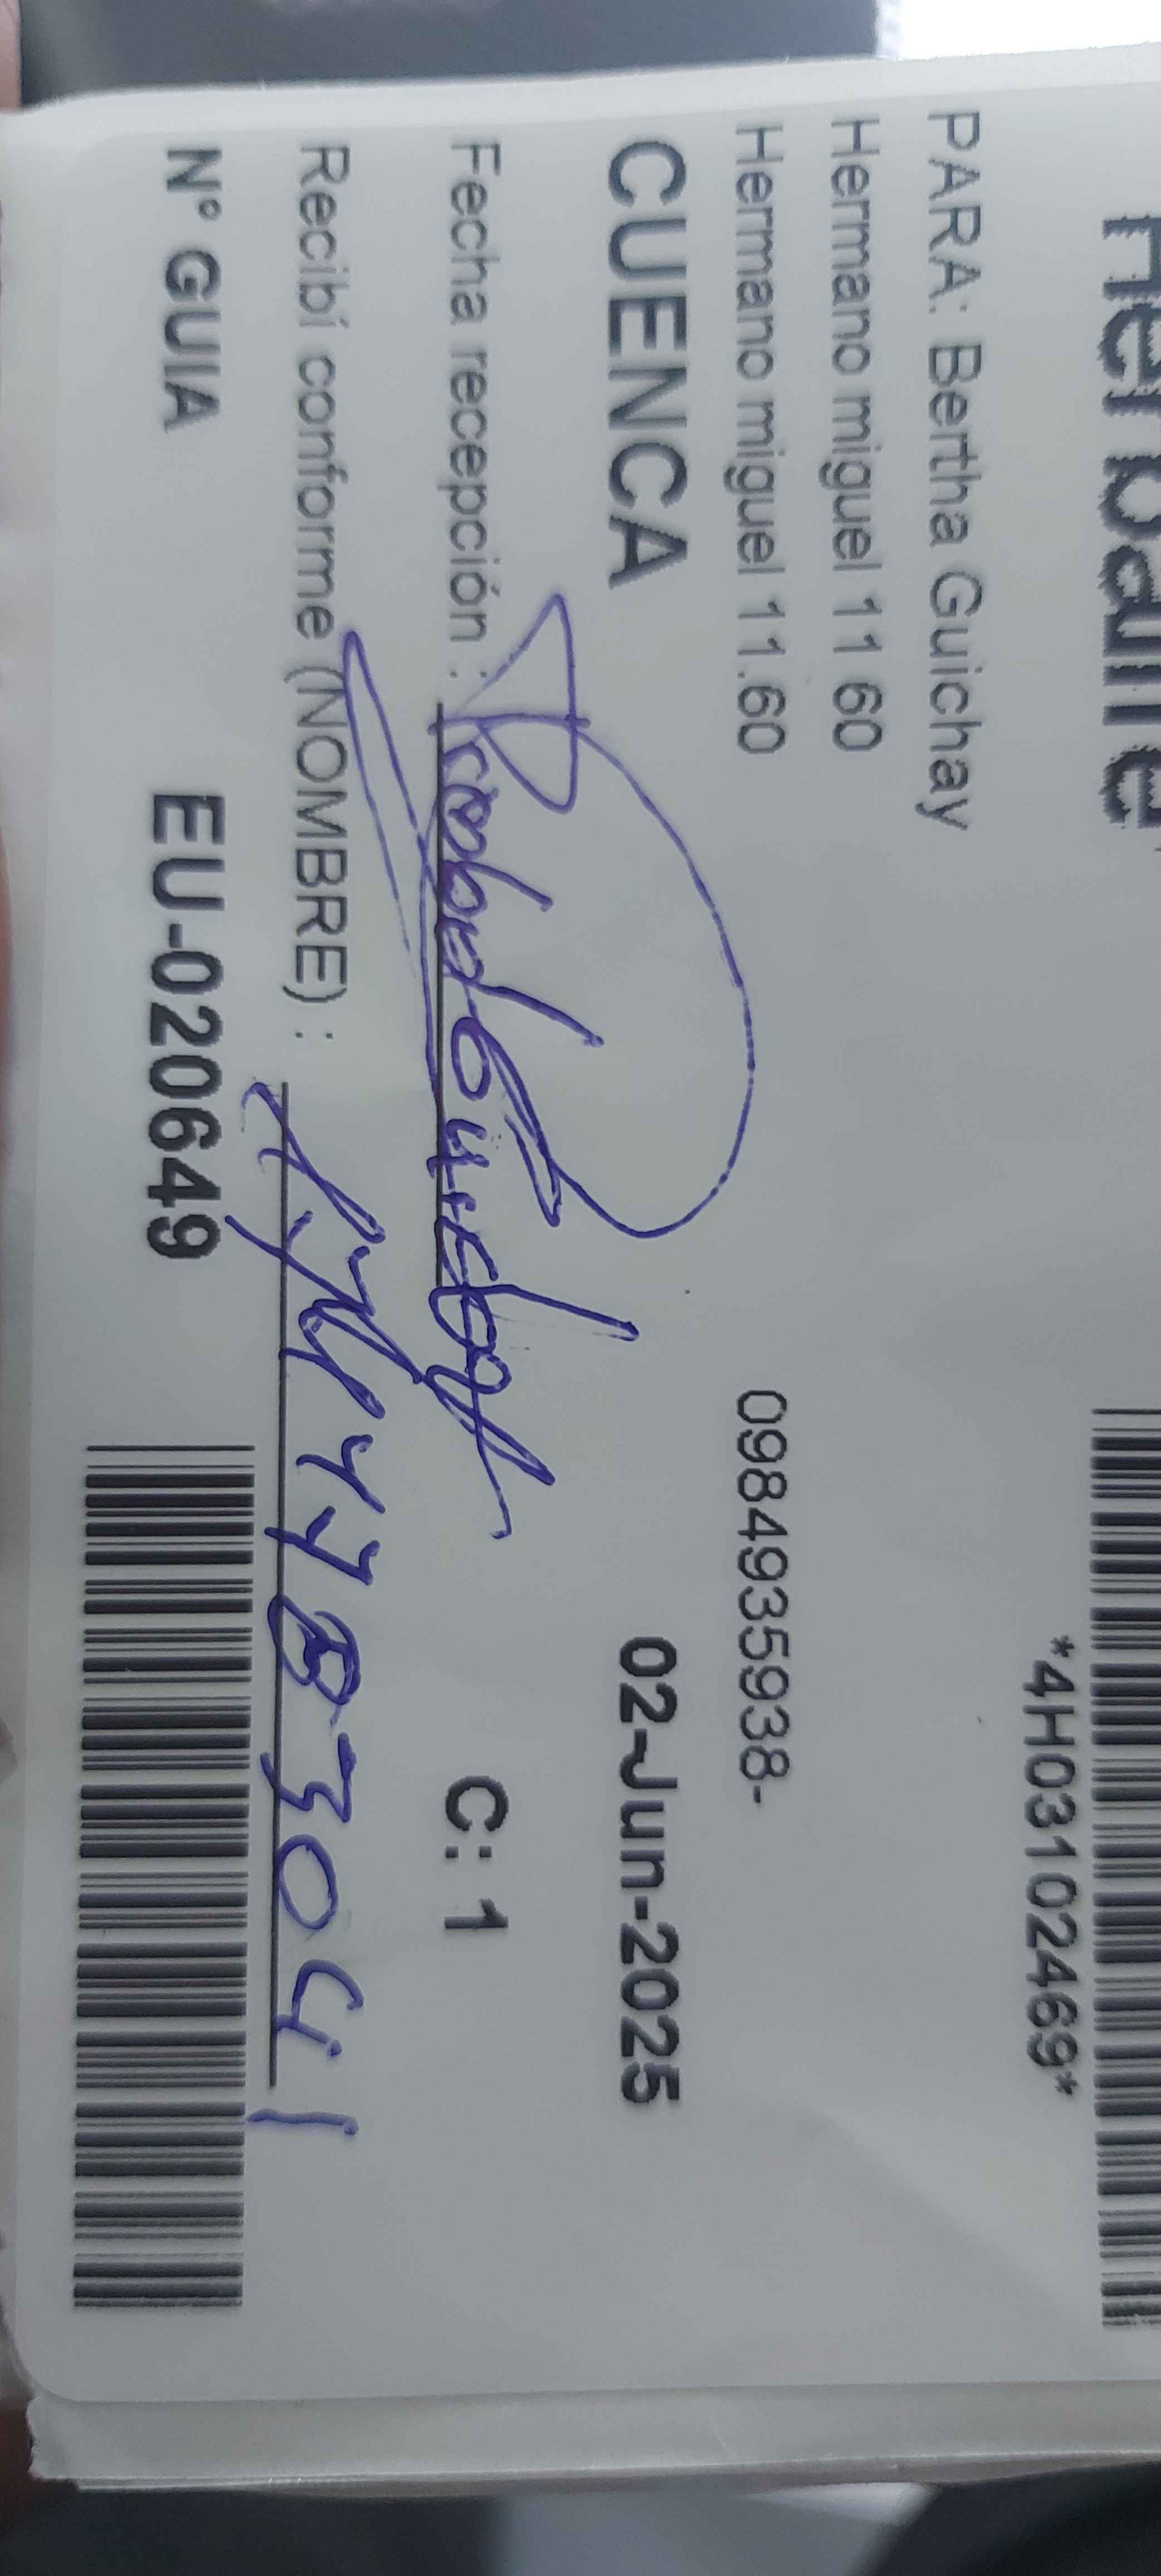 *4H03102469*
PARA: Bertha Guichay
Hermano miguel 11 60
Hermano miguel 11.60 0984935938-
CUENCA 02-Jun-2025
Fecha recepción : C: 1
Recibí conforme (NOMBRE) :
N° GUIA EU-020649